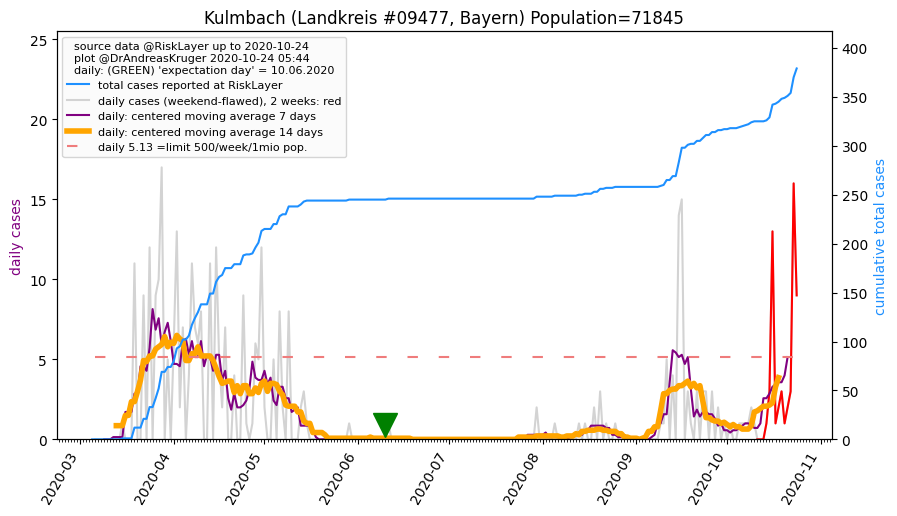 Kulmbach (Landkreis #09477, Bayern) Population=71845
source data @RiskLayer up to 2020-10-24
plot @DrAndreasKruger 2020-10-24 05:44
daily: (GREEN) 'expectation day' = 10.06.2020
total cases reported at RiskLayer
daily cases (weekend-flawed), 2 weeks: red
daily: centered moving average 7 days
daily: centered moving average 14 days
daily 5.13 =limit 500/week/1mio pop.
daily cases
25
20
15
10
5
0
cumulative total cases
400
350
300
250
200
150
100
50
0
2020-03
2020-04
2020-05
2020-06
2020-07
2020-08
2020-09
2020-10
2020-11